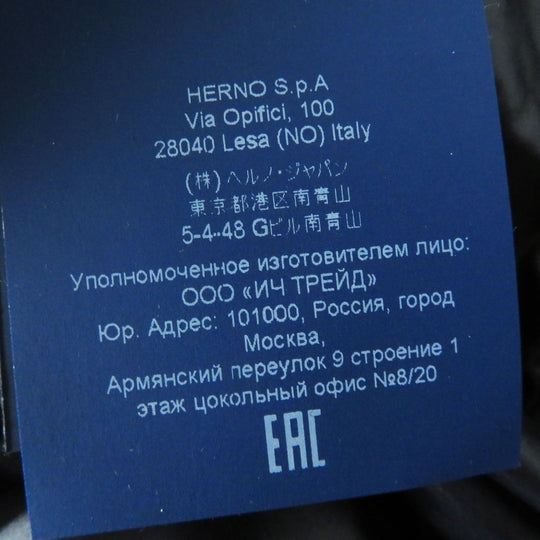 HERNO S.p.A
Via Opifici, 100
28040 Lesa (NO) Italy
(株)ヘルノ・ジャパン
東京都港区南青山
5-4-48 Gビル南青山
Уполномоченное изготовителем лицо:
ООО «ИЧ ТРЕЙД»
Юр. Адрес: 101000, Россия, город
Москва,
Армянский переулок 9 строение 1
этаж цокольный офис №8/20
EAC